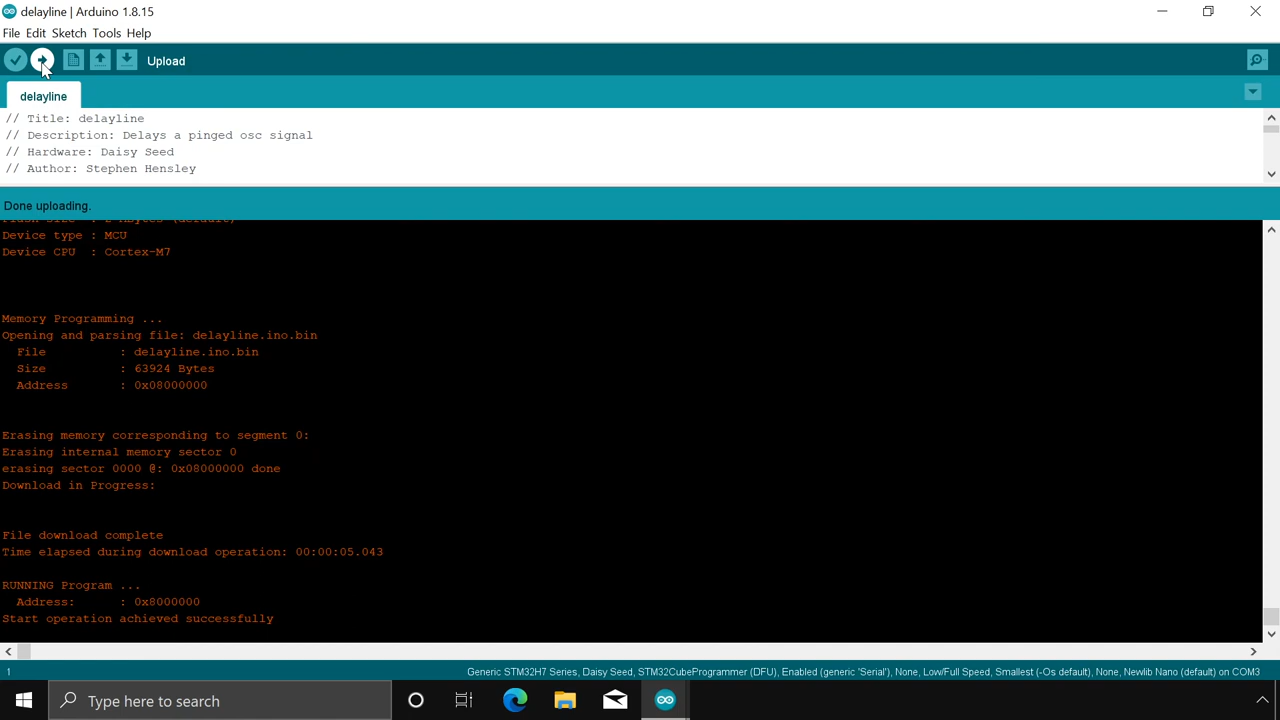 delayline | Arduino 1.8.15
File Edit Sketch Tools Help
Upload
delayline
// Title: delayline
// Description: Delays a pinged osc signal
// Hardware: Daisy Seed
// Author: Stephen Hensley
Done uploading.
Device type : MCU
Device CPU : Cortex-M7
Memory Programming ...
Opening and parsing file: delayline.ino.bin
File : delayline.ino.bin
Size : 63924 Bytes
Address : 0x08000000
Erasing memory corresponding to segment 0:
Erasing internal memory sector 0
erasing sector 0000 @: 0x08000000 done
Download in Progress:
File download complete
Time elapsed during download operation: 00:00:05.043
RUNNING Program ...
Address: : 0x8000000
Start operation achieved successfully
1 Generic STM32H7 Series, Daisy Seed, STM32CubeProgrammer (DFU), Enabled (generic 'Serial'), None, Low/Full Speed, Smallest (-Os default), None, Newlib Nano (default) on COM3
Type here to search